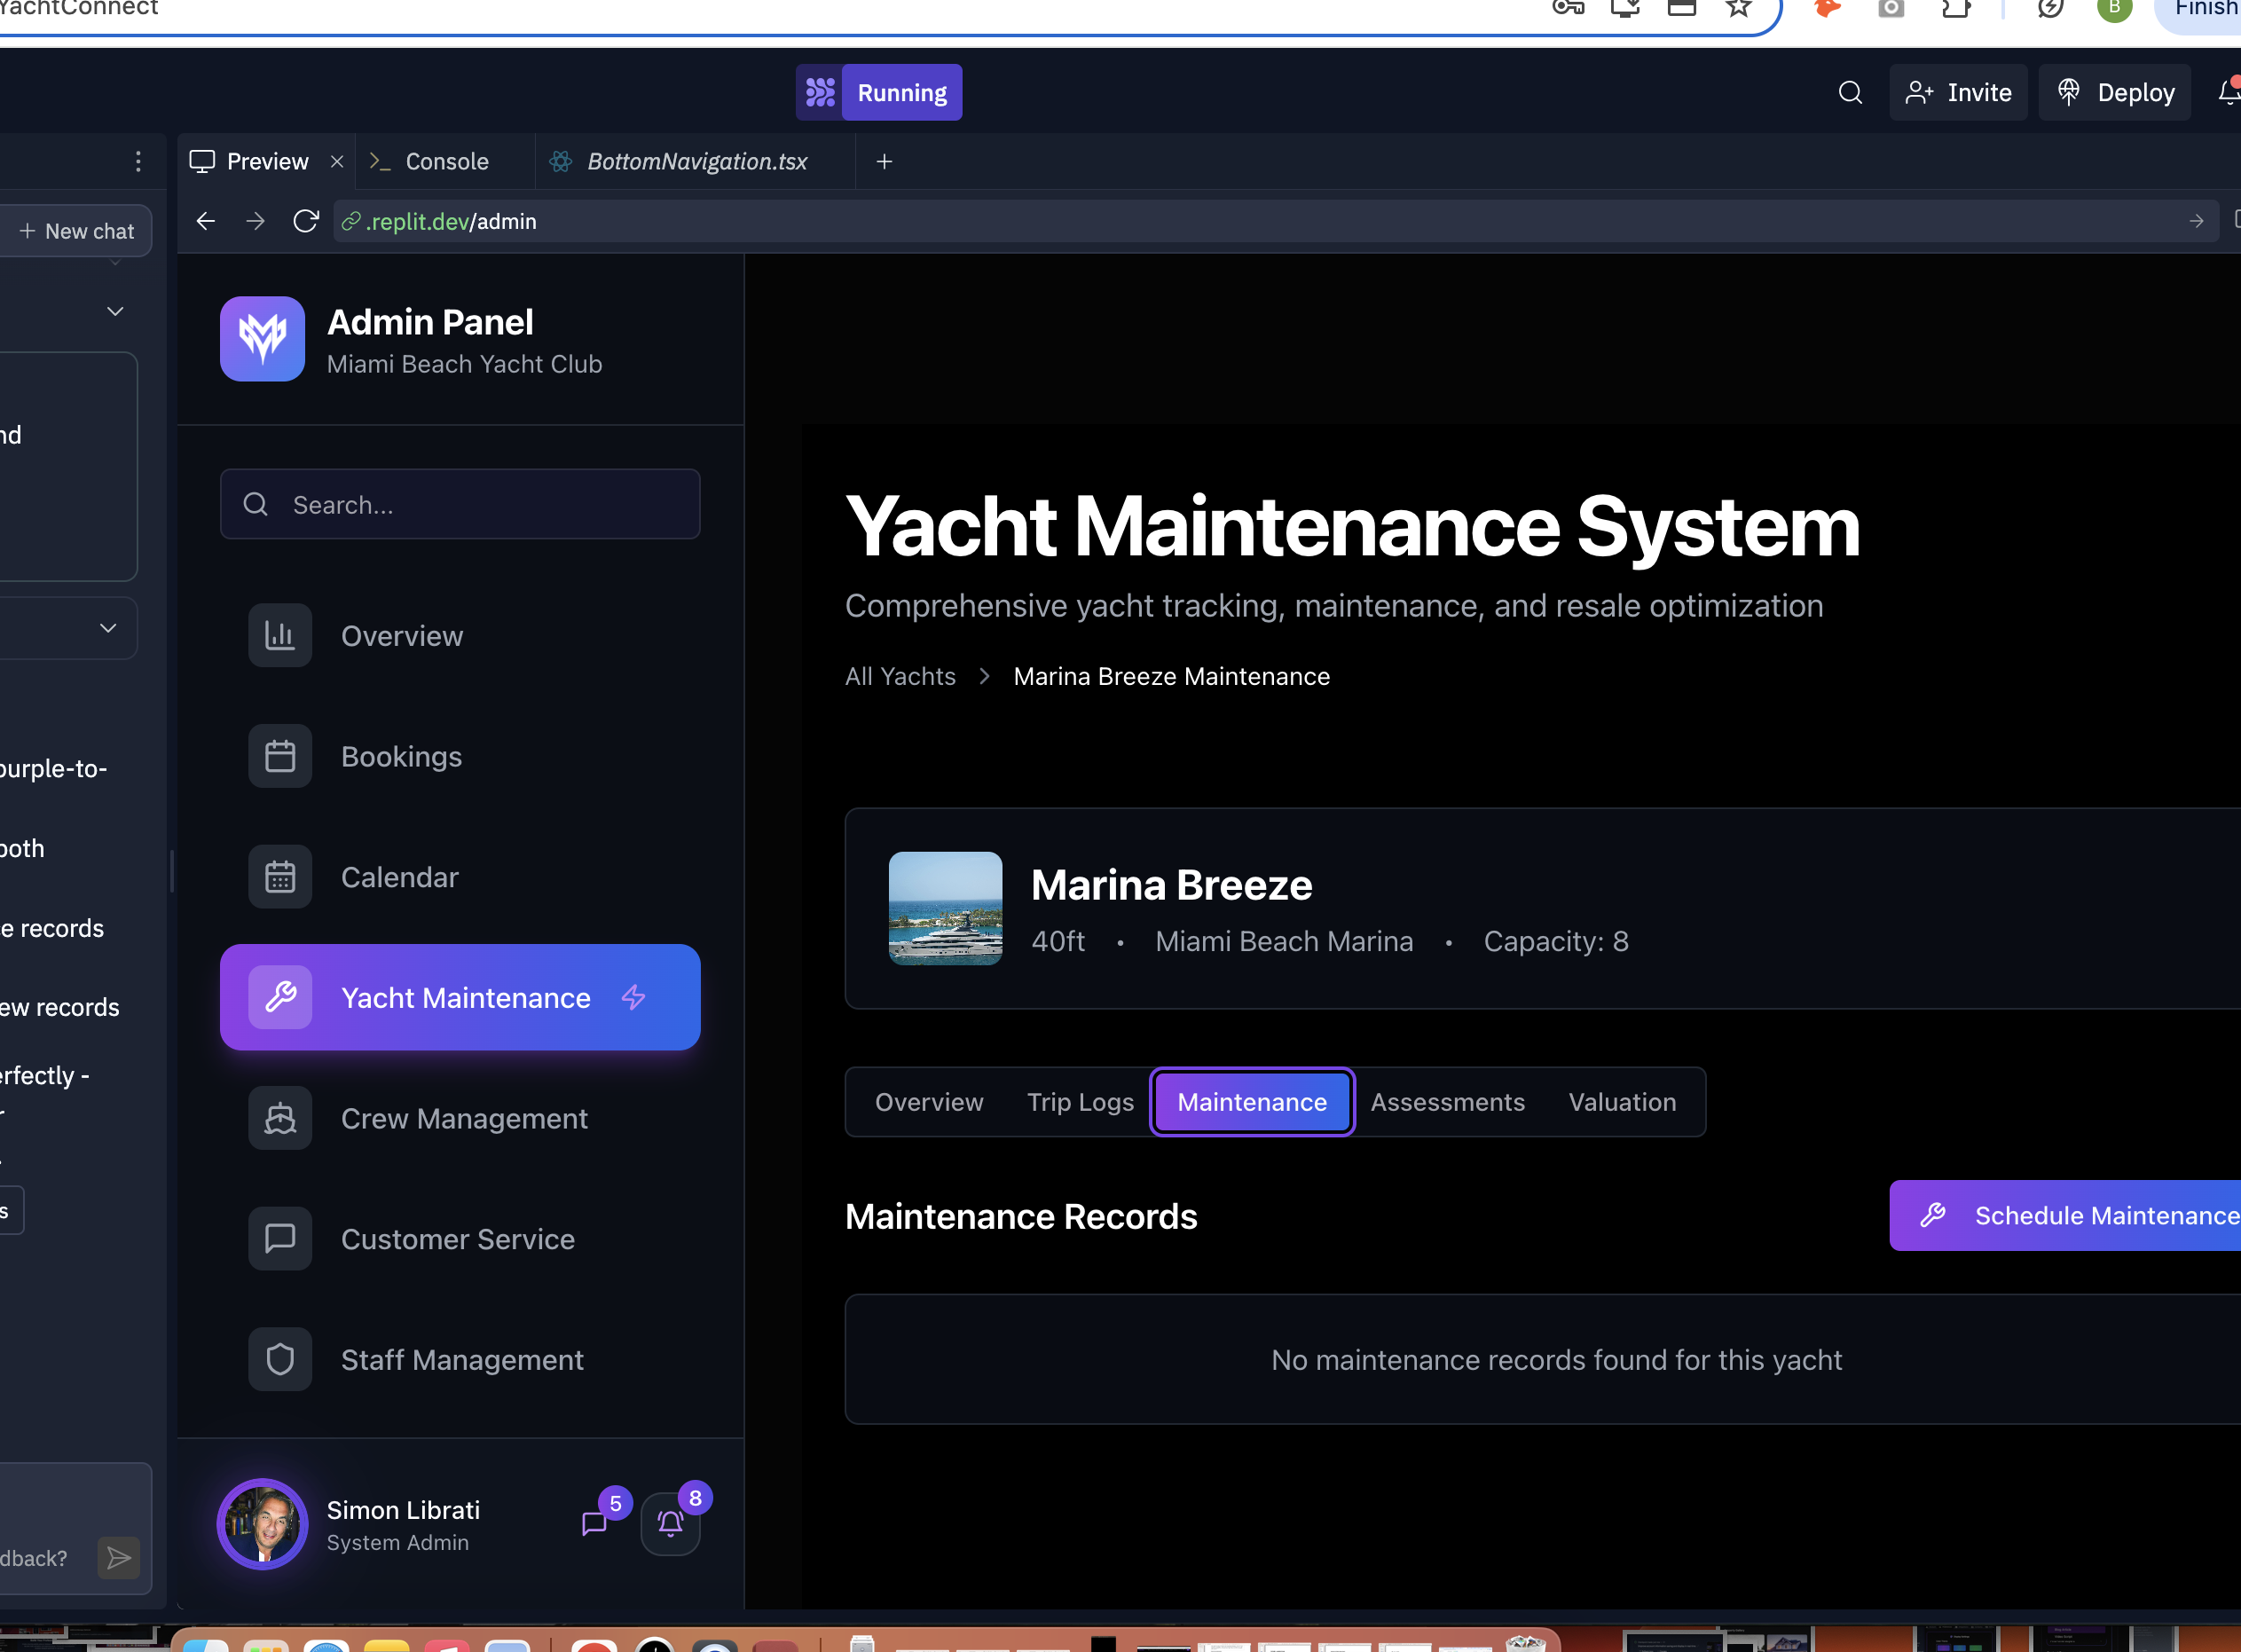 YachtConnect
B
Finish
Running
Invite
Deploy
Preview
Console
BottomNavigation.tsx
New chat
.replit.dev/admin
nd
purple-to-
both
e records
ew records
erfectly -
r
s
dback?
Admin Panel
Miami Beach Yacht Club
Search...
Overview
Bookings
Calendar
Yacht Maintenance
Crew Management
Customer Service
Staff Management
Simon Librati
System Admin
5
8
Yacht Maintenance System
Comprehensive yacht tracking, maintenance, and resale optimization
All Yachts > Marina Breeze Maintenance
Marina Breeze
40ft • Miami Beach Marina • Capacity: 8
Overview Trip Logs Maintenance Assessments Valuation
Maintenance Records
Schedule Maintenance
No maintenance records found for this yacht